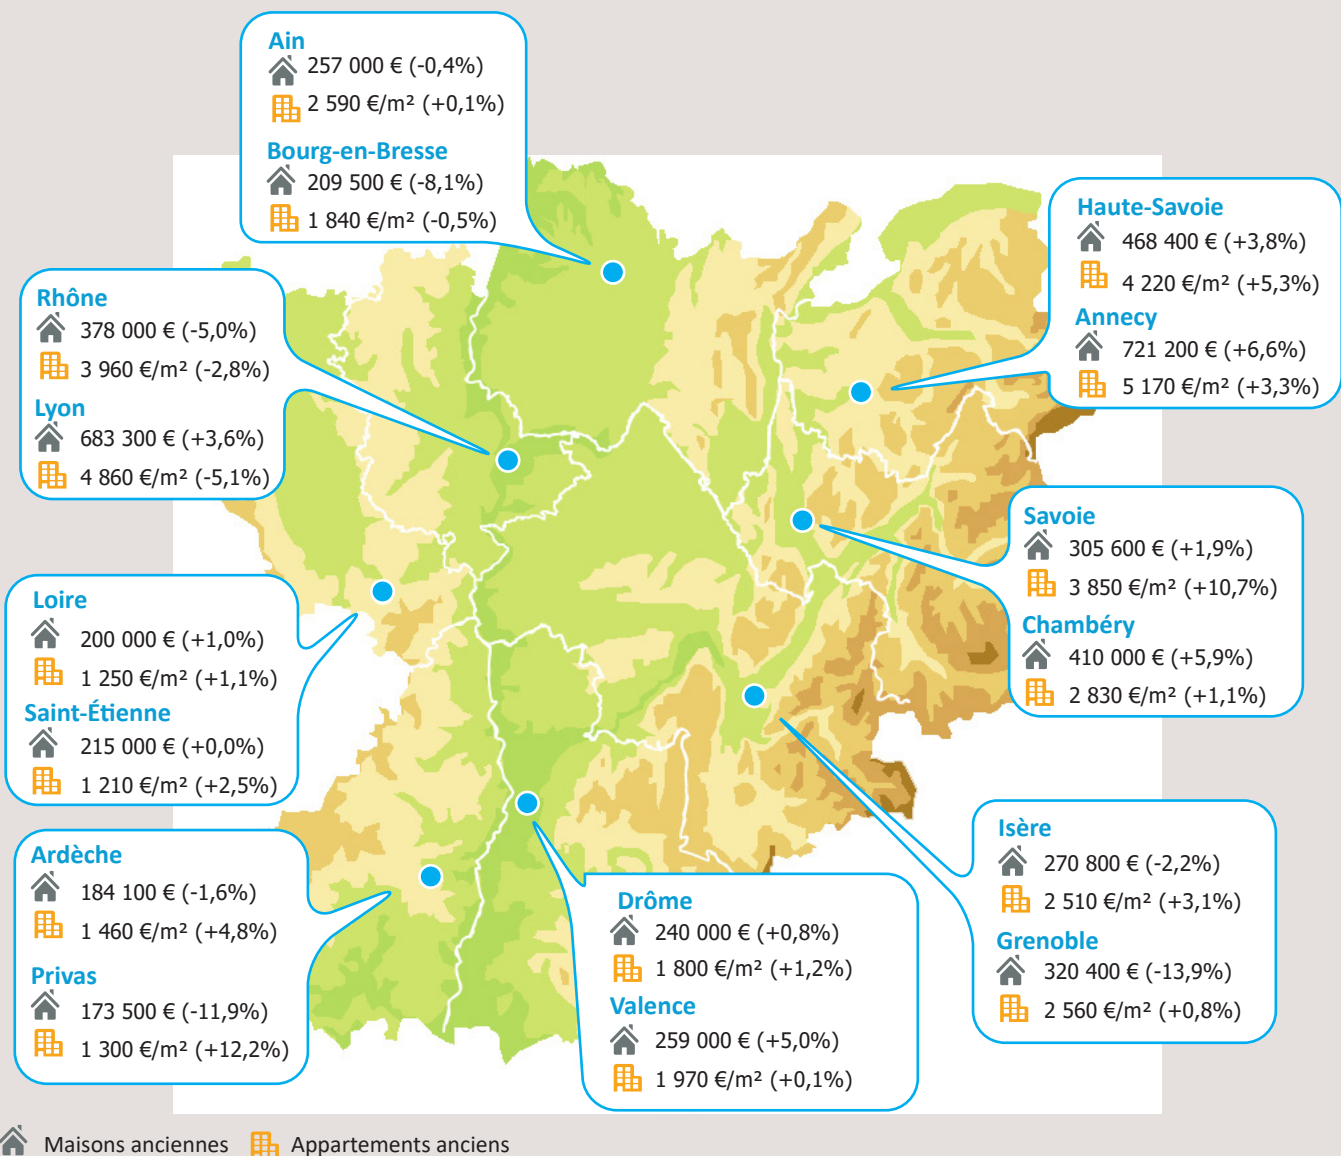 Ain
257 000 € (-0,4%)
2 590 €/m² (+0,1%)
Bourg-en-Bresse
209 500 € (-8,1%)
1 840 €/m² (-0,5%)
Haute-Savoie
468 400 € (+3,8%)
4 220 €/m² (+5,3%)
Annecy
721 200 € (+6,6%)
5 170 €/m² (+3,3%)
Rhône
378 000 € (-5,0%)
3 960 €/m² (-2,8%)
Lyon
683 300 € (+3,6%)
4 860 €/m² (-5,1%)
Savoie
305 600 € (+1,9%)
3 850 €/m² (+10,7%)
Chambéry
410 000 € (+5,9%)
2 830 €/m² (+1,1%)
Loire
200 000 € (+1,0%)
1 250 €/m² (+1,1%)
Saint-Étienne
215 000 € (+0,0%)
1 210 €/m² (+2,5%)
Isère
270 800 € (-2,2%)
2 510 €/m² (+3,1%)
Grenoble
320 400 € (-13,9%)
2 560 €/m² (+0,8%)
Ardèche
184 100 € (-1,6%)
1 460 €/m² (+4,8%)
Privas
173 500 € (-11,9%)
1 300 €/m² (+12,2%)
Drôme
240 000 € (+0,8%)
1 800 €/m² (+1,2%)
Valence
259 000 € (+5,0%)
1 970 €/m² (+0,1%)
Maisons anciennes
Appartements anciens